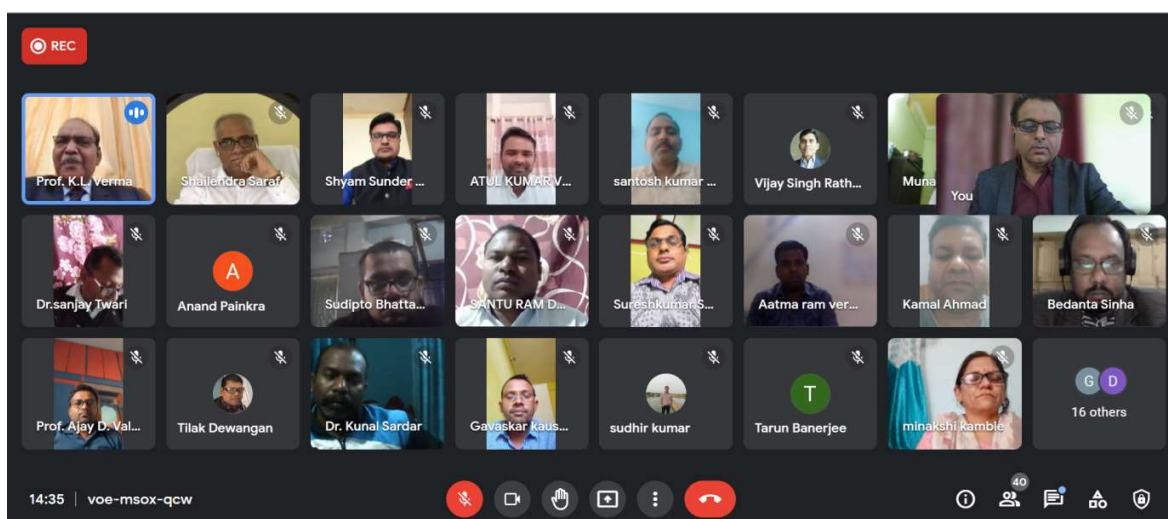 REC
Prof. K.L. Verma
Shailendra Saraf
Shyam Sunder ...
ATUL KUMAR V...
santosh kumar ...
Vijay Singh Rath...
Muna
You
Dr.sanjay Twari
A
Anand Painkra
Sudipto Bhatta...
SANTU RAM D...
Sureshkumar S...
Aatma ram ver...
Kamal Ahmad
Bedanta Sinha
Prof. Ajay D. Val...
Tilak Dewangan
Dr. Kunal Sardar
Gavaskar kaus...
sudhir kumar
T
Tarun Banerjee
minakshi kamble
G D
16 others
14:35 | voe-msox-qcw
40